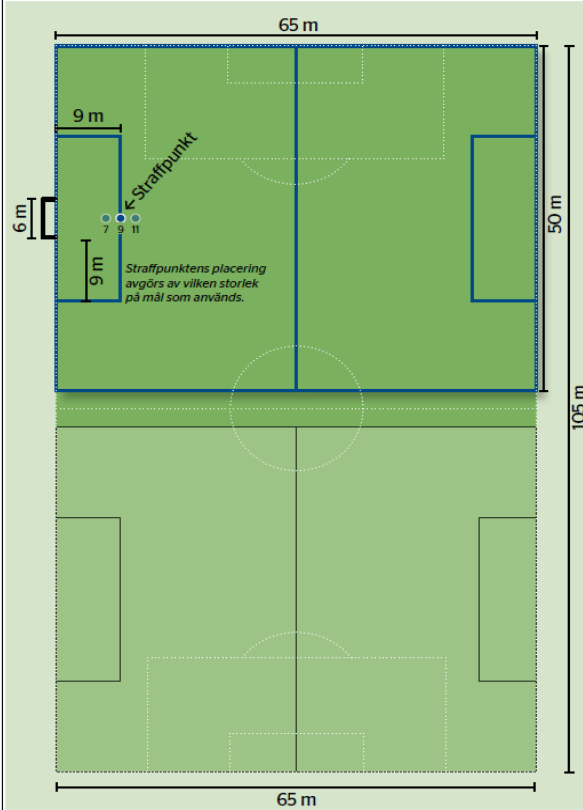 65 m
9 m
Straffpunkt
6 m
7 9 11
9 m
Straffpunktens placering
avgörs av vilken storlek
på mål som används.
50 m
105 m
65 m